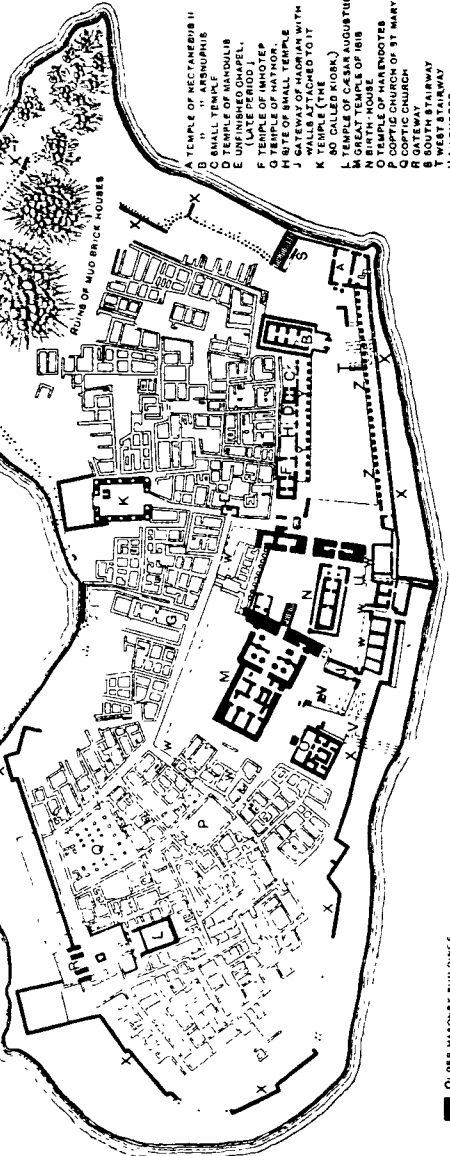 A TEMPLE OF NECTANEBUS II
B " " ARSNUPHIS
C SMALL TEMPLE
D TEMPLE OF MANDULIS
E UNFINISHED CHAPEL,
(LATE PERIOD)
F TEMPLE OF IMHOTEP
G TEMPLE OF HATHOR.
H SITE OF SMALL TEMPLE
J GATEWAY OF HADRIAN WITH
WALLS ATTACHED TO IT
K TEMPLE (THE
SO CALLED KIOSK,)
L TEMPLE OF CÆSAR AUGUSTUS
M GREAT TEMPLE OF ISIS
N BIRTH-HOUSE
O TEMPLE OF HARENDOTES
P COPTIC CHURCH OF ST MARY
Q COPTIC CHURCH
R GATEWAY
S SOUTH STAIRWAY
T WEST STAIRWAY
RUINS OF MUD BRICK HOUSES
OLDER MASONRY BUILDINGS